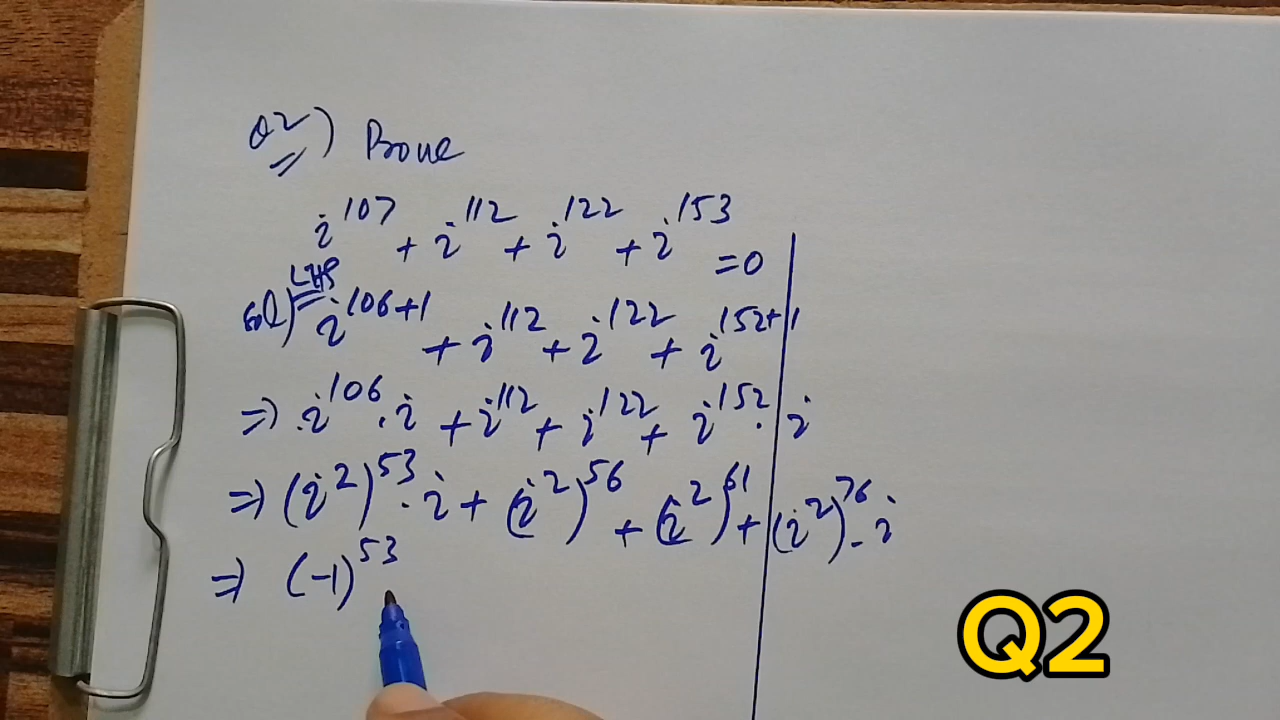 Q2) Prove
i^107 + i^112 + i^122 + i^153 = 0
Sol) LHS i^106+1 + i^112 + i^122 + i^152+1
=> i^106 . i + i^112 + i^122 + i^152 . i
=> (i^2)^53 . i + (i^2)^56 + (i^2)^61 + (i^2)^76 . i
=> (-1)^53
Q2